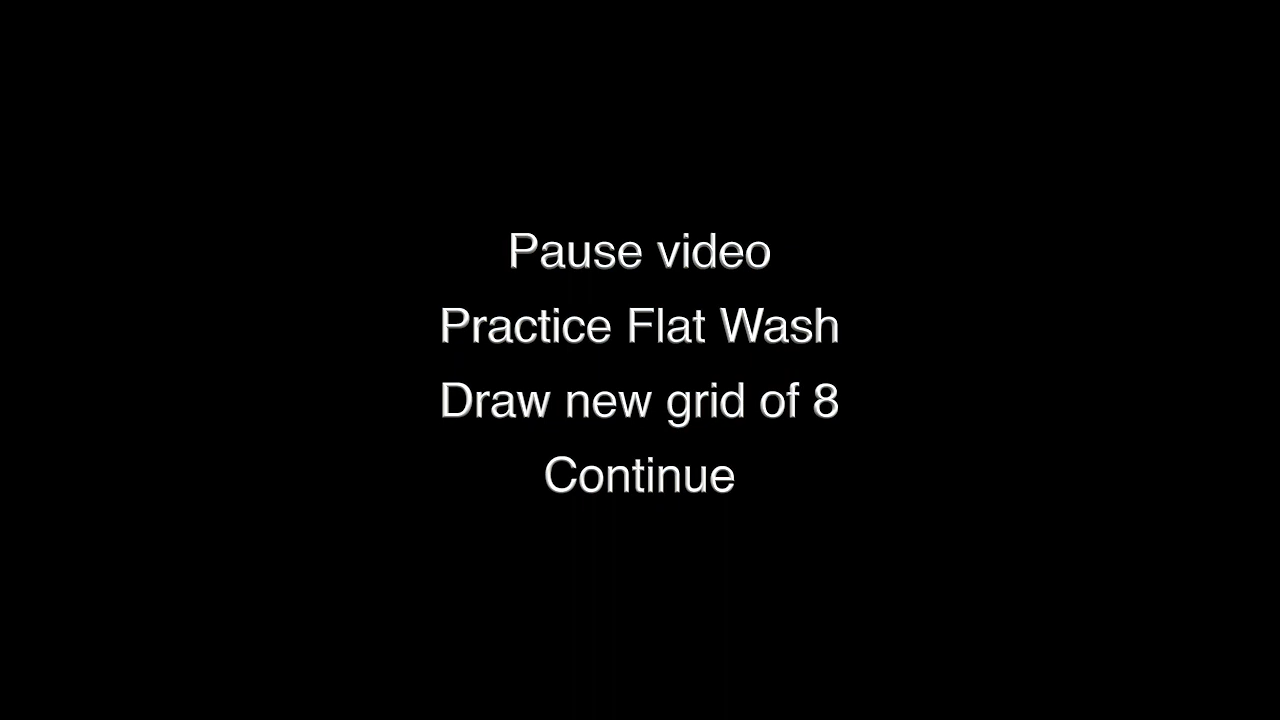 Pause video
Practice Flat Wash
Draw new grid of 8
Continue